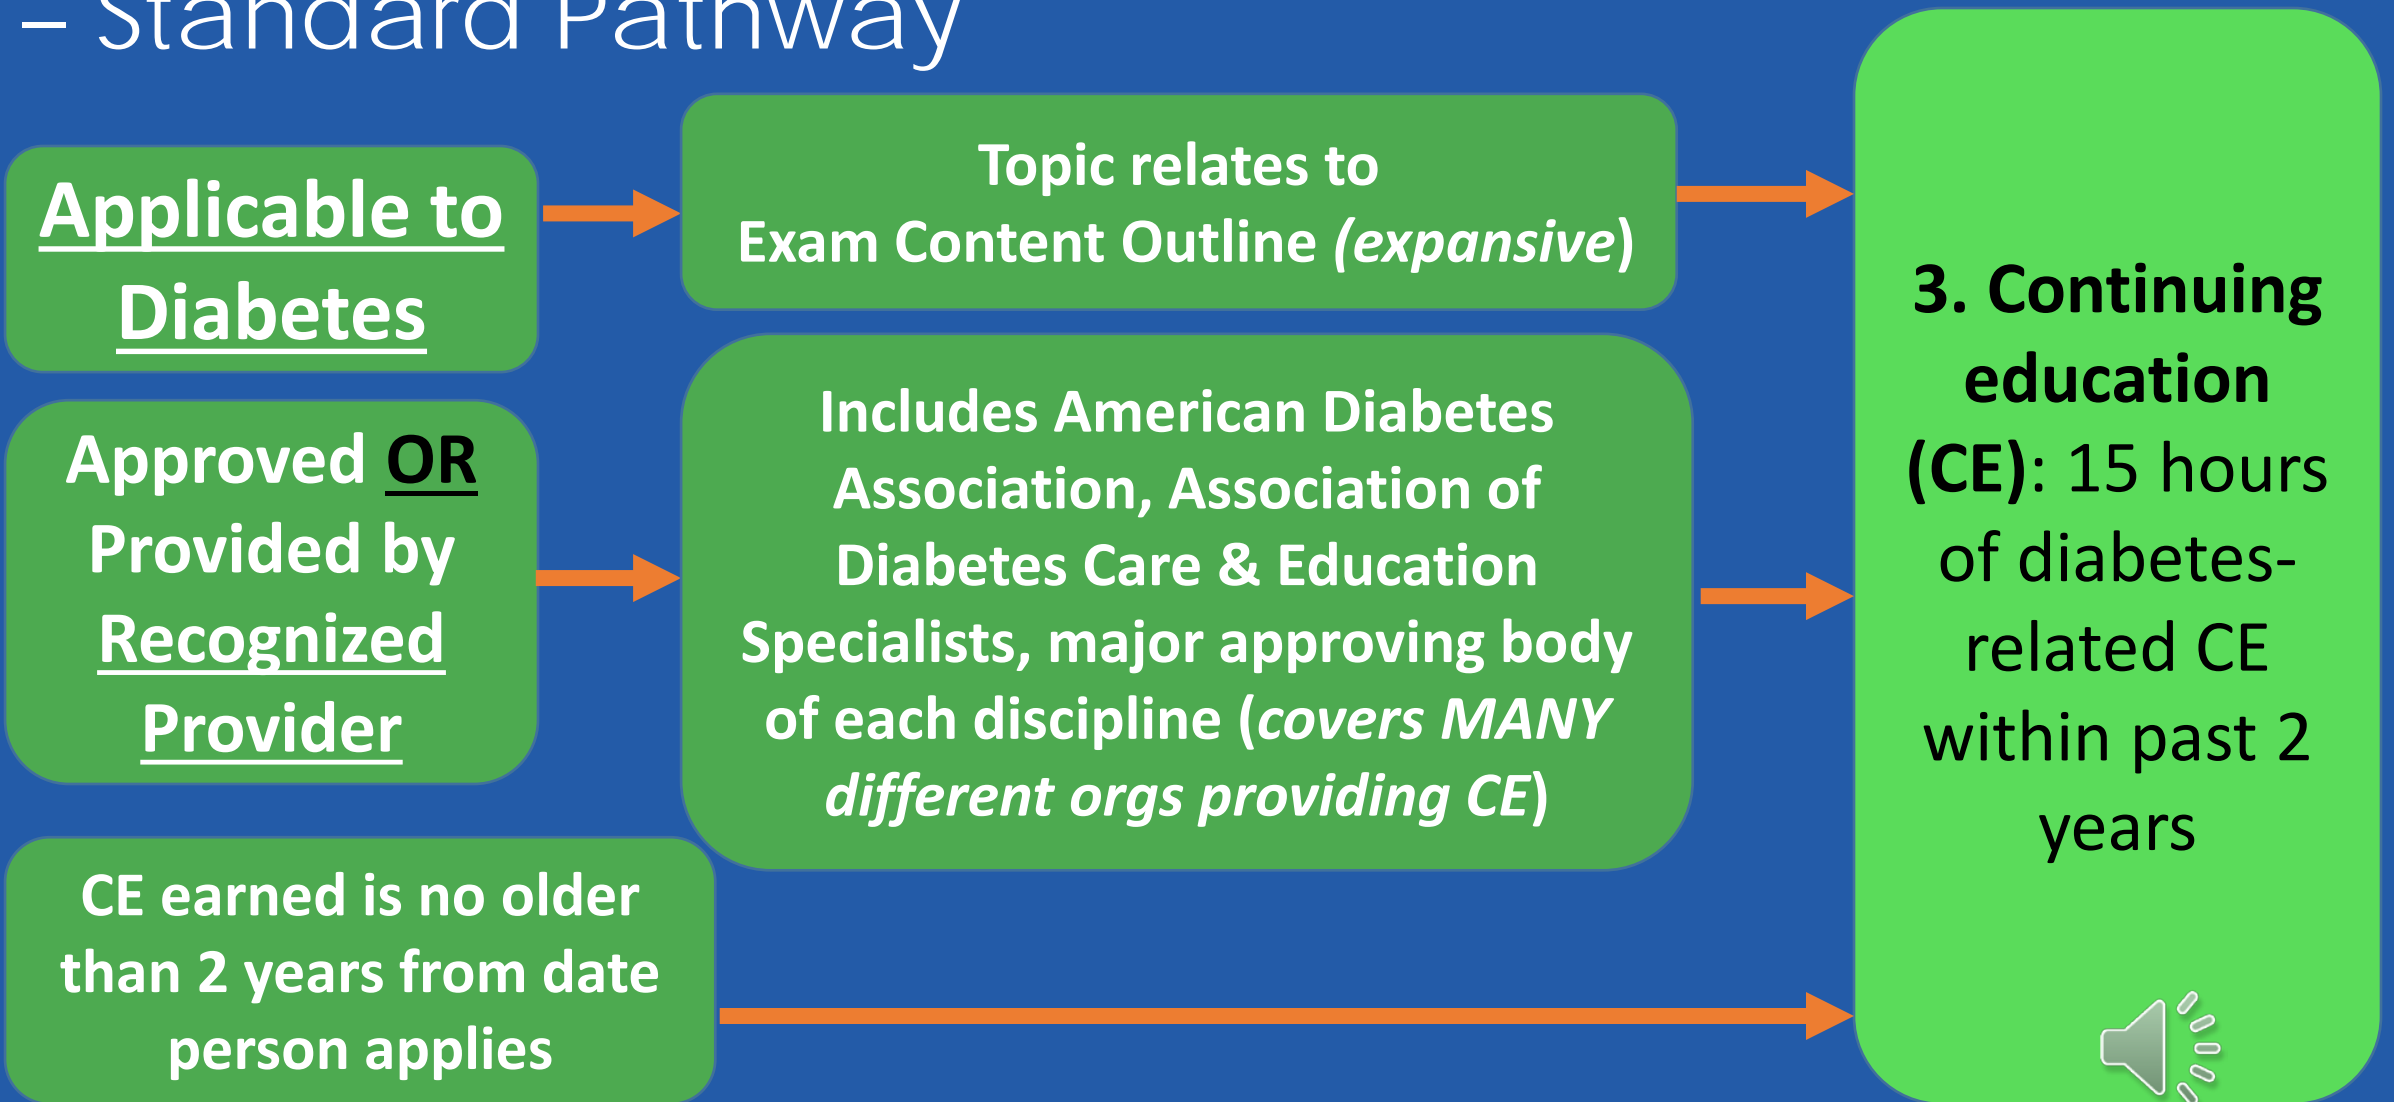 – Standard Pathway
Applicable to
Diabetes
Topic relates to
Exam Content Outline (expansive)
Approved OR
Provided by
Recognized
Provider
Includes American Diabetes
Association, Association of
Diabetes Care & Education
Specialists, major approving body
of each discipline (covers MANY
different orgs providing CE)
CE earned is no older
than 2 years from date
person applies
3. Continuing
education
(CE): 15 hours
of diabetes-
related CE
within past 2
years